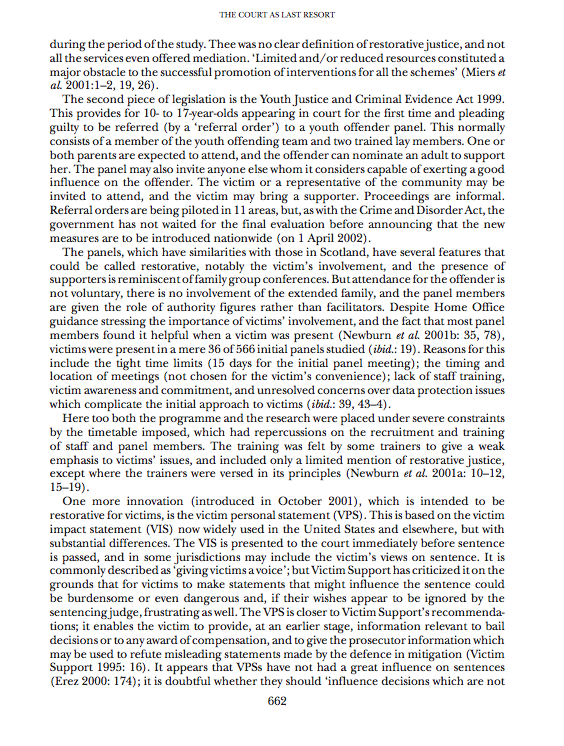 THE COURT AS LAST RESORT
during the period of the study. Thee was no clear definition of restorative justice, and not
all the services even offered mediation. ‘Limited and/or reduced resources constituted a
major obstacle to the successful promotion of interventions for all the schemes’ (Miers et
al. 2001:1–2, 19, 26).
The second piece of legislation is the Youth Justice and Criminal Evidence Act 1999.
This provides for 10- to 17-year-olds appearing in court for the first time and pleading
guilty to be referred (by a ‘referral order’) to a youth offender panel. This normally
consists of a member of the youth offending team and two trained lay members. One or
both parents are expected to attend, and the offender can nominate an adult to support
her. The panel may also invite anyone else whom it considers capable of exerting a good
influence on the offender. The victim or a representative of the community may be
invited to attend, and the victim may bring a supporter. Proceedings are informal.
Referral orders are being piloted in 11 areas, but, as with the Crime and Disorder Act, the
government has not waited for the final evaluation before announcing that the new
measures are to be introduced nationwide (on 1 April 2002).
The panels, which have similarities with those in Scotland, have several features that
could be called restorative, notably the victim’s involvement, and the presence of
supporters is reminiscent of family group conferences. But attendance for the offender is
not voluntary, there is no involvement of the extended family, and the panel members
are given the role of authority figures rather than facilitators. Despite Home Office
guidance stressing the importance of victims’ involvement, and the fact that most panel
members found it helpful when a victim was present (Newburn et al. 2001b: 35, 78),
victims were present in a mere 36 of 566 initial panels studied (ibid.: 19). Reasons for this
include the tight time limits (15 days for the initial panel meeting); the timing and
location of meetings (not chosen for the victim’s convenience); lack of staff training,
victim awareness and commitment, and unresolved concerns over data protection issues
which complicate the initial approach to victims (ibid.: 39, 43–4).
Here too both the programme and the research were placed under severe constraints
by the timetable imposed, which had repercussions on the recruitment and training
of staff and panel members. The training was felt by some trainers to give a weak
emphasis to victims’ issues, and included only a limited mention of restorative justice,
except where the trainers were versed in its principles (Newburn et al. 2001a: 10–12,
15–19).
One more innovation (introduced in October 2001), which is intended to be
restorative for victims, is the victim personal statement (VPS). This is based on the victim
impact statement (VIS) now widely used in the United States and elsewhere, but with
substantial differences. The VIS is presented to the court immediately before sentence
is passed, and in some jurisdictions may include the victim’s views on sentence. It is
commonly described as ‘giving victims a voice’; but Victim Support has criticized it on the
grounds that for victims to make statements that might influence the sentence could
be burdensome or even dangerous and, if their wishes appear to be ignored by the
sentencing judge, frustrating as well. The VPS is closer to Victim Support’s recommenda-
tions; it enables the victim to provide, at an earlier stage, information relevant to bail
decisions or to any award of compensation, and to give the prosecutor information which
may be used to refute misleading statements made by the defence in mitigation (Victim
Support 1995: 16). It appears that VPSs have not had a great influence on sentences
(Erez 2000: 174); it is doubtful whether they should ‘influence decisions which are not
662